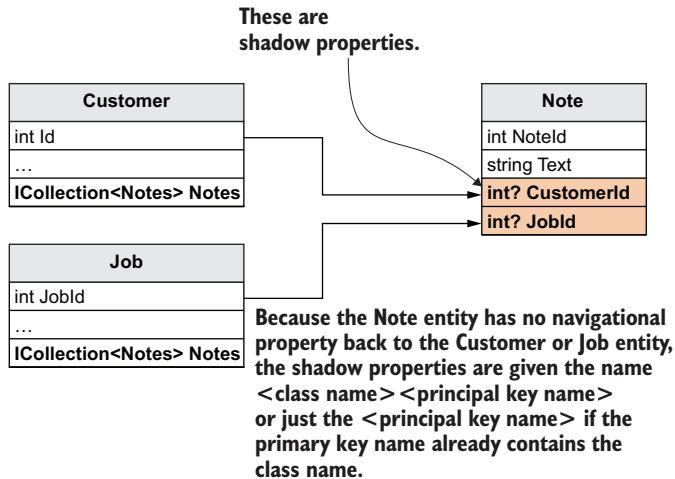 These are
shadow properties.
Customer
int Id
…
ICollection<Notes> Notes
Note
int NoteId
string Text
int? CustomerId
int? JobId
Job
int JobId
…
ICollection<Notes> Notes
Because the Note entity has no navigational
property back to the Customer or Job entity,
the shadow properties are given the name
<class name><principal key name>
or just the <principal key name> if the
primary key name already contains the
class name.